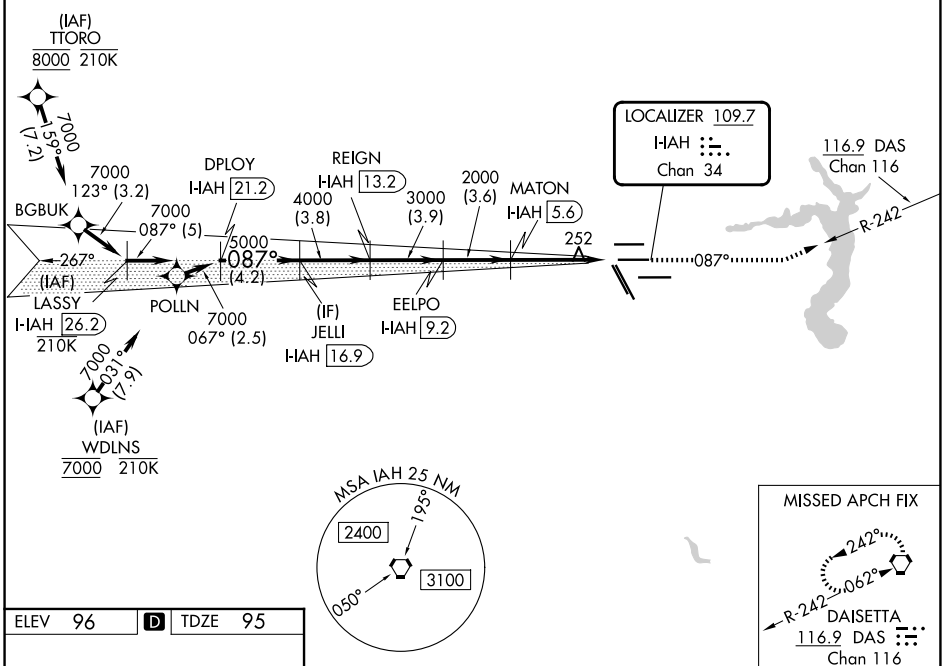 (IAF)
TTORO
8000 210K
7000
159°
(7.2)
7000
123° (3.2)
BGBUK
7000
087° (5)
DPLOY
I-IAH 21.2
5000
087°
(4.2)
4000
(3.8)
REIGN
I-IAH 13.2
3000
(3.9)
2000
(3.6)
MATON
I-IAH 5.6
252
LOCALIZER 109.7
I-IAH
Chan 34
116.9 DAS
Chan 116
R-242
087°
267°
(IAF)
LASSY
I-IAH 26.2
210K
POLLN
7000
067° (2.5)
(IF)
JELLI
I-IAH 16.9
EELPO
I-IAH 9.2
7000
031°
(7.9)
(IAF)
WDLNS
7000 210K
MSA IAH 25 NM
195°
2400
3100
050°
MISSED APCH FIX
242°
062°
R-242
DAISETTA
116.9 DAS
Chan 116
ELEV 96 D TDZE 95